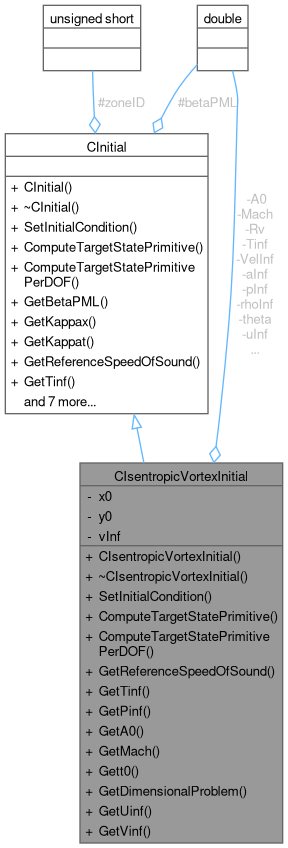 unsigned short
double
#zoneID
#betaPML
CInitial
+ CInitial()
+ ~CInitial()
+ SetInitialCondition()
+ ComputeTargetStatePrimitive()
+ ComputeTargetStatePrimitive
PerDOF()
+ GetBetaPML()
+ GetKappax()
+ GetKappat()
+ GetReferenceSpeedOfSound()
+ GetTinf()
and 7 more...
-A0
-Mach
-Rv
-Tinf
-VelInf
-aInf
-pInf
-rhoInf
-theta
-uInf
...
CIsentropicVortexInitial
- x0
- y0
- vInf
+ CIsentropicVortexInitial()
+ ~CIsentropicVortexInitial()
+ SetInitialCondition()
+ ComputeTargetStatePrimitive()
+ ComputeTargetStatePrimitive
PerDOF()
+ GetReferenceSpeedOfSound()
+ GetTinf()
+ GetPinf()
+ GetA0()
+ GetMach()
+ Gett0()
+ GetDimensionalProblem()
+ GetUinf()
+ GetVinf()